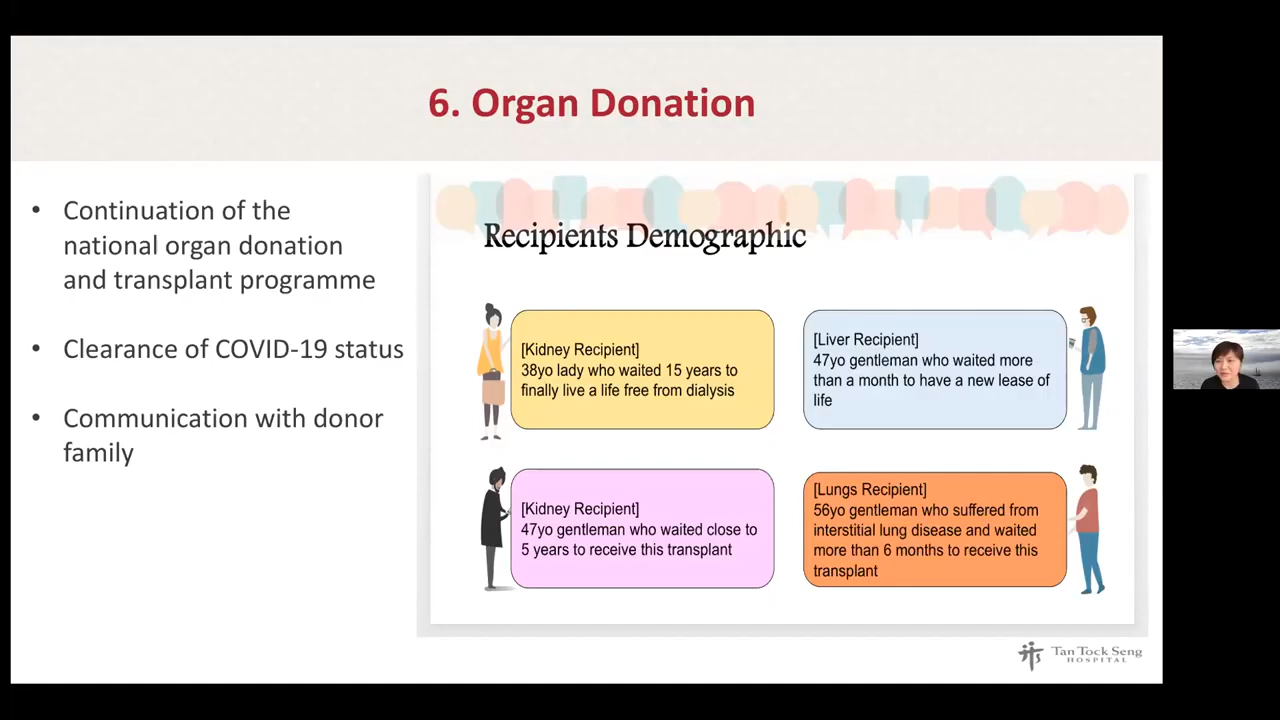 6. Organ Donation
• Continuation of the
national organ donation
and transplant programme
• Clearance of COVID-19 status
• Communication with donor
family
Recipients Demographic
[Kidney Recipient]
38yo lady who waited 15 years to
finally live a life free from dialysis
[Liver Recipient]
47yo gentleman who waited more
than a month to have a new lease of
life
[Kidney Recipient]
47yo gentleman who waited close to
5 years to receive this transplant
[Lungs Recipient]
56yo gentleman who suffered from
interstitial lung disease and waited
more than 6 months to receive this
transplant
Tan Tock Seng
HOSPITAL